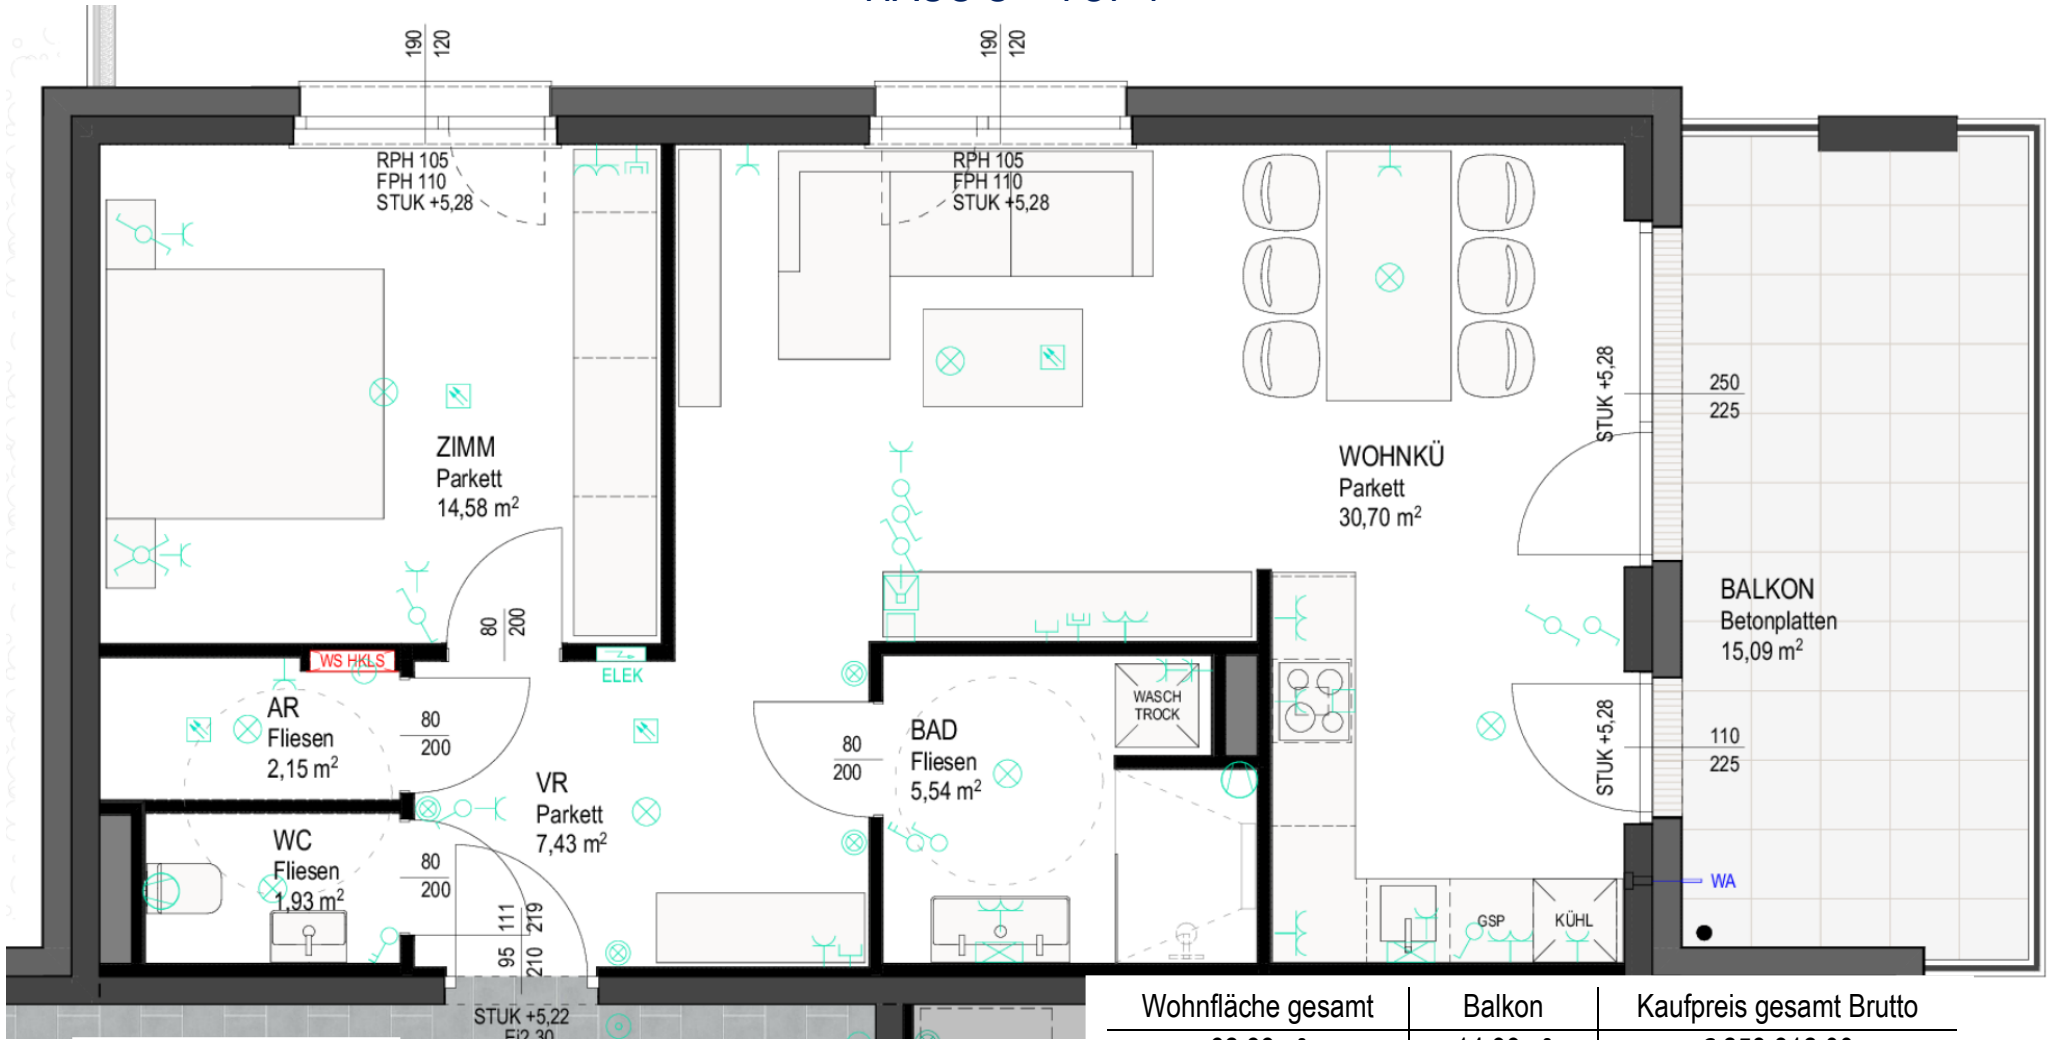 190
120
190
120
RPH 105
FPH 110
STUK +5,28
RPH 105
FPH 110
STUK +5,28
ZIMM
Parkett
14,58 m²
WOHNKÜ
Parkett
30,70 m²
STUK +5,28
250
225
BALKON
Betonplatten
15,09 m²
80
200
WS HKLS
ELEK
AR
Fliesen
2,15 m²
80
200
VR
Parkett
7,43 m²
80
200
BAD
Fliesen
5,54 m²
WASCH
TROCK
STUK +5,28
110
225
WC
Fliesen
1,93 m²
80
200
95
111
210
219
GSP
KÜHL
WA
STUK +5,22
Wohnfläche gesamt
Balkon
Kaufpreis gesamt Brutto